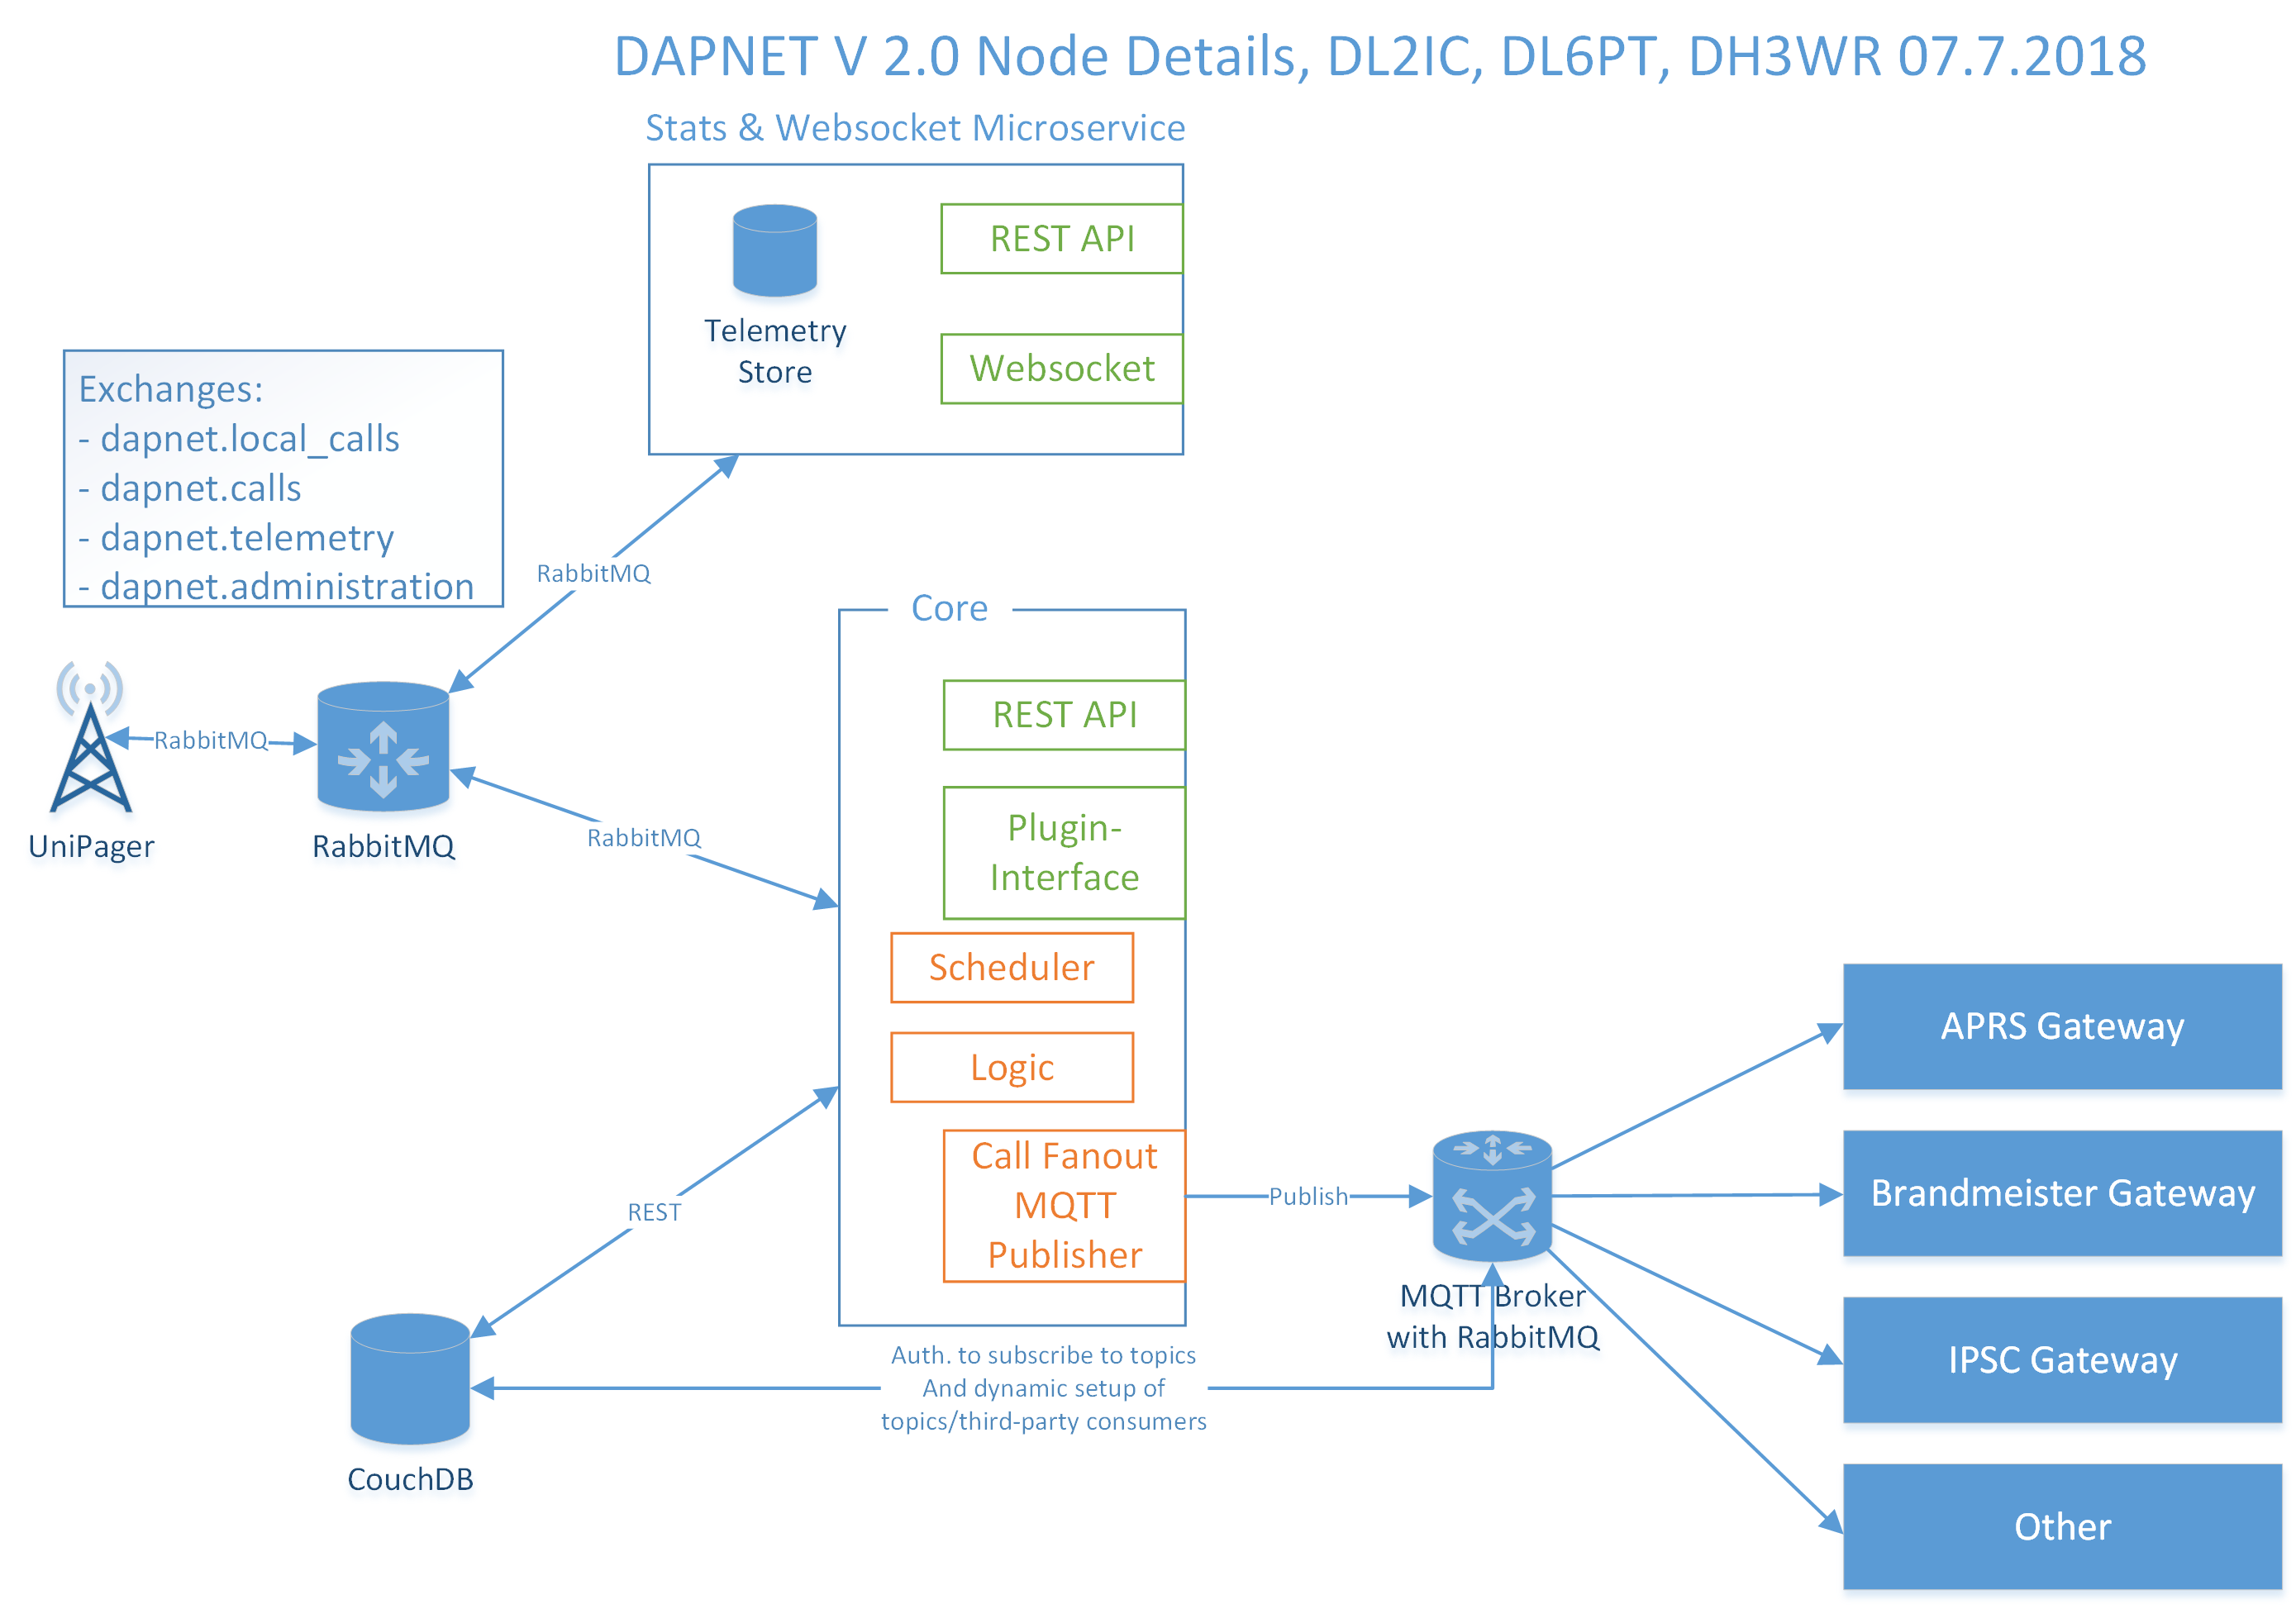 DAPNET V 2.0 Node Details, DL2IC, DL6PT, DH3WR 07.7.2018
Stats & Websocket Microservice
REST API
Telemetry
Store
Websocket
Exchanges:
- dapnet.local_calls
- dapnet.calls
- dapnet.telemetry
- dapnet.administration
RabbitMQ
Core
REST API
RabbitMQ
UniPager
RabbitMQ
RabbitMQ
Plugin-
Interface
Scheduler
Logic
Call Fanout
MQTT
Publisher
REST
Publish
MQTT Broker
with RabbitMQ
Auth. to subscribe to topics
And dynamic setup of
topics/third-party consumers
CouchDB
APRS Gateway
Brandmeister Gateway
IPSC Gateway
Other